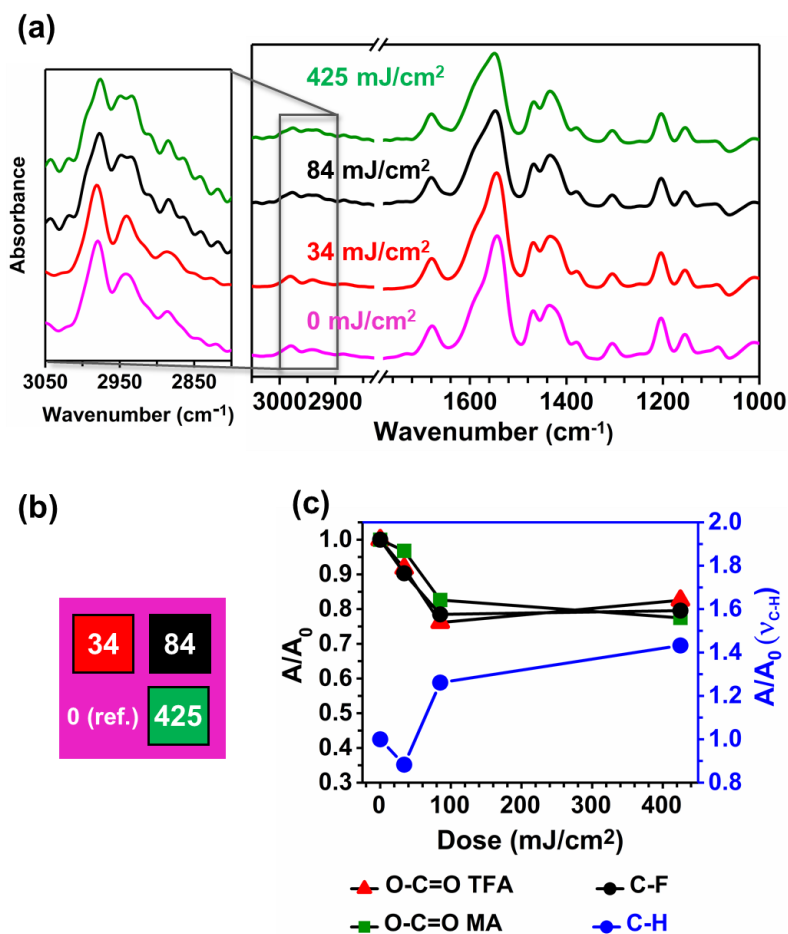 (a)
425 mJ/cm²
84 mJ/cm²
34 mJ/cm²
0 mJ/cm²
Absorbance
3050 2950 2850
Wavenumber (cm⁻¹)
3000 2900 1600 1400 1200 1000
Wavenumber (cm⁻¹)
(b)
34 84
0 (ref.) 425
(c)
1.0
0.9
0.8
0.7
0.6
0.5
0.4
0.3
A/A₀
2.0
1.8
1.6
1.4
1.2
1.0
0.8
A/A₀ (νC-H)
0 100 200 300 400
Dose (mJ/cm²)
O-C=O TFA C-F
O-C=O MA C-H